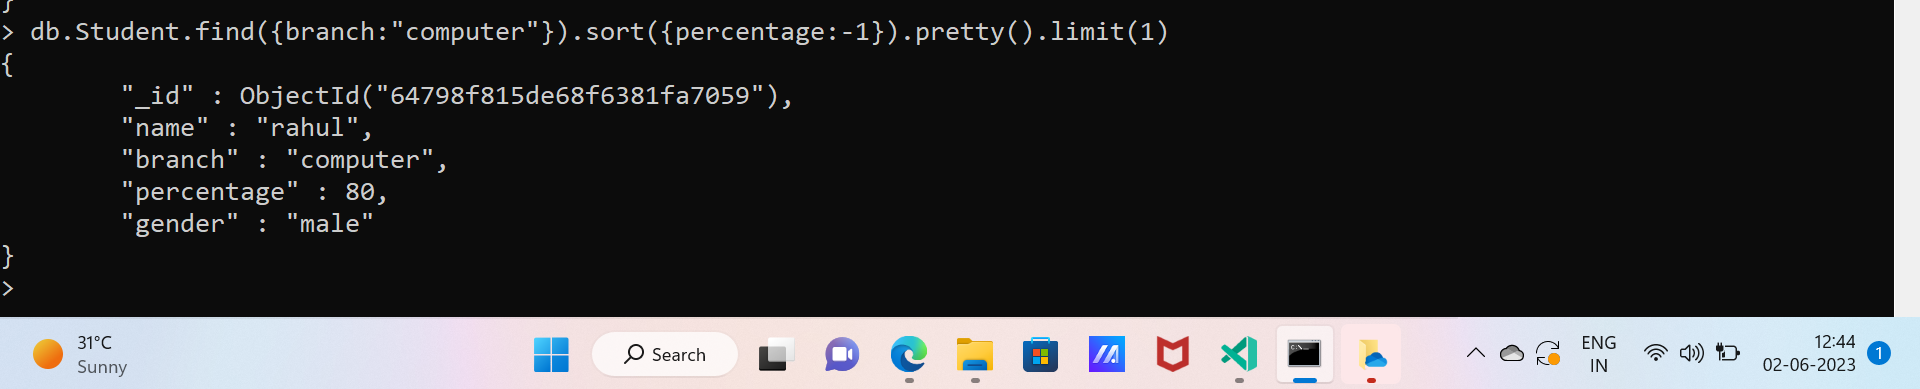 }
> db.Student.find({branch:"computer"}).sort({percentage:-1}).pretty().limit(1)
{
"_id" : ObjectId("64798f815de68f6381fa7059"),
"name" : "rahul",
"branch" : "computer",
"percentage" : 80,
"gender" : "male"
}
>
31°C
Sunny
Search
C:\_
ENG
IN
12:44
02-06-2023
1